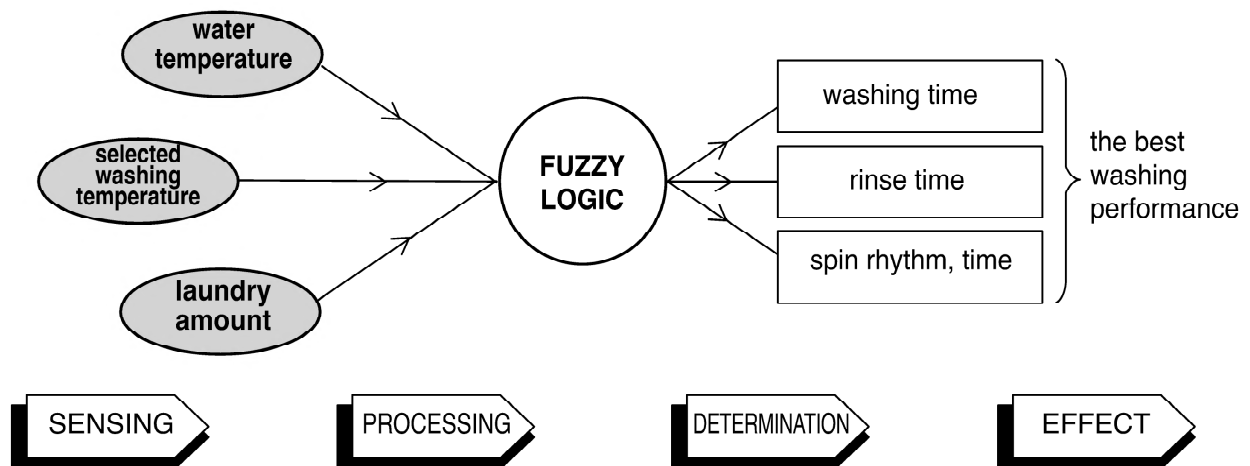 water
temperature
selected
washing
temperature
laundry
amount
FUZZY
LOGIC
washing time
rinse time
spin rhythm, time
the best
washing
performance
SENSING
PROCESSING
DETERMINATION
EFFECT